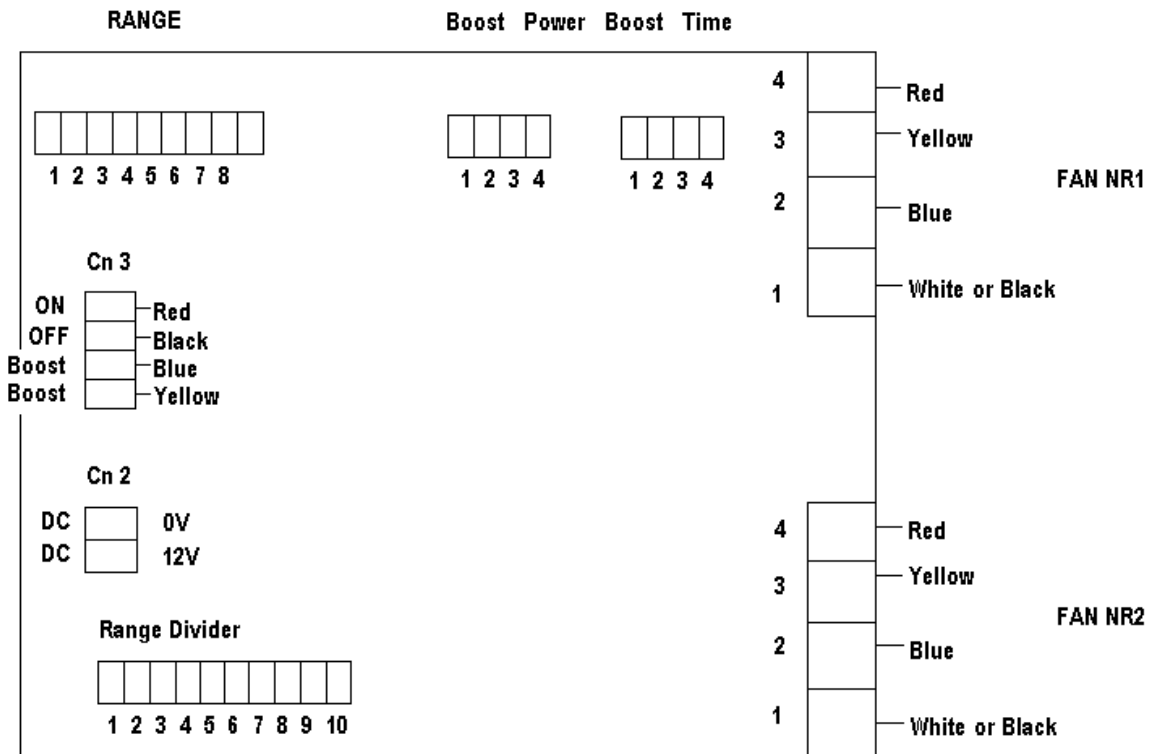 RANGE
Boost Power Boost Time
4
Red
3
Yellow
FAN NR1
2
Blue
1
White or Black
1 2 3 4 5 6 7 8
1 2 3 4
1 2 3 4
Cn 3
ON Red
OFF Black
Boost Blue
Boost Yellow
Cn 2
DC 0V
DC 12V
4
Red
3
Yellow
FAN NR2
2
Blue
1
White or Black
Range Divider
1 2 3 4 5 6 7 8 9 10